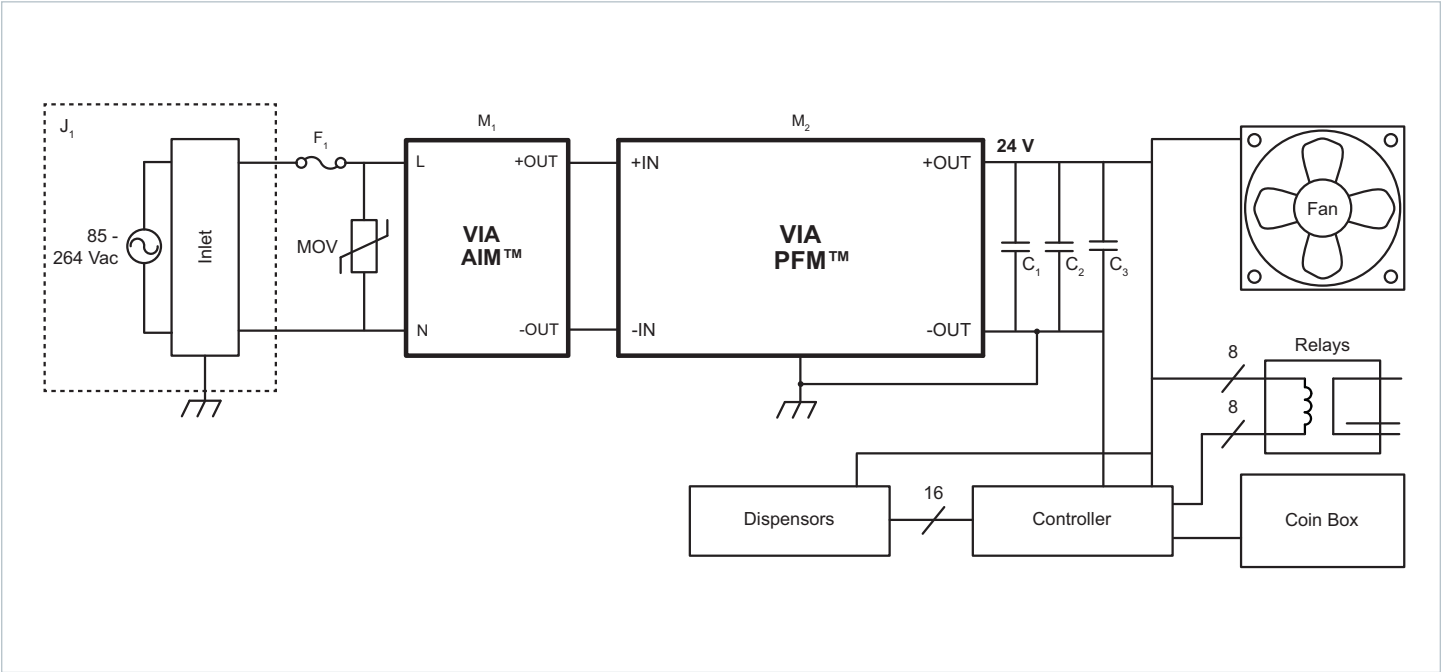 J1
85 -
264 Vac
Inlet
F1
MOV
M1
L
+OUT
VIA
AIM™
N
-OUT
M2
+IN
+OUT
VIA
PFM™
-IN
-OUT
24 V
C1
C2
C3
Fan
Relays
8
8
Dispensors
16
Controller
Coin Box